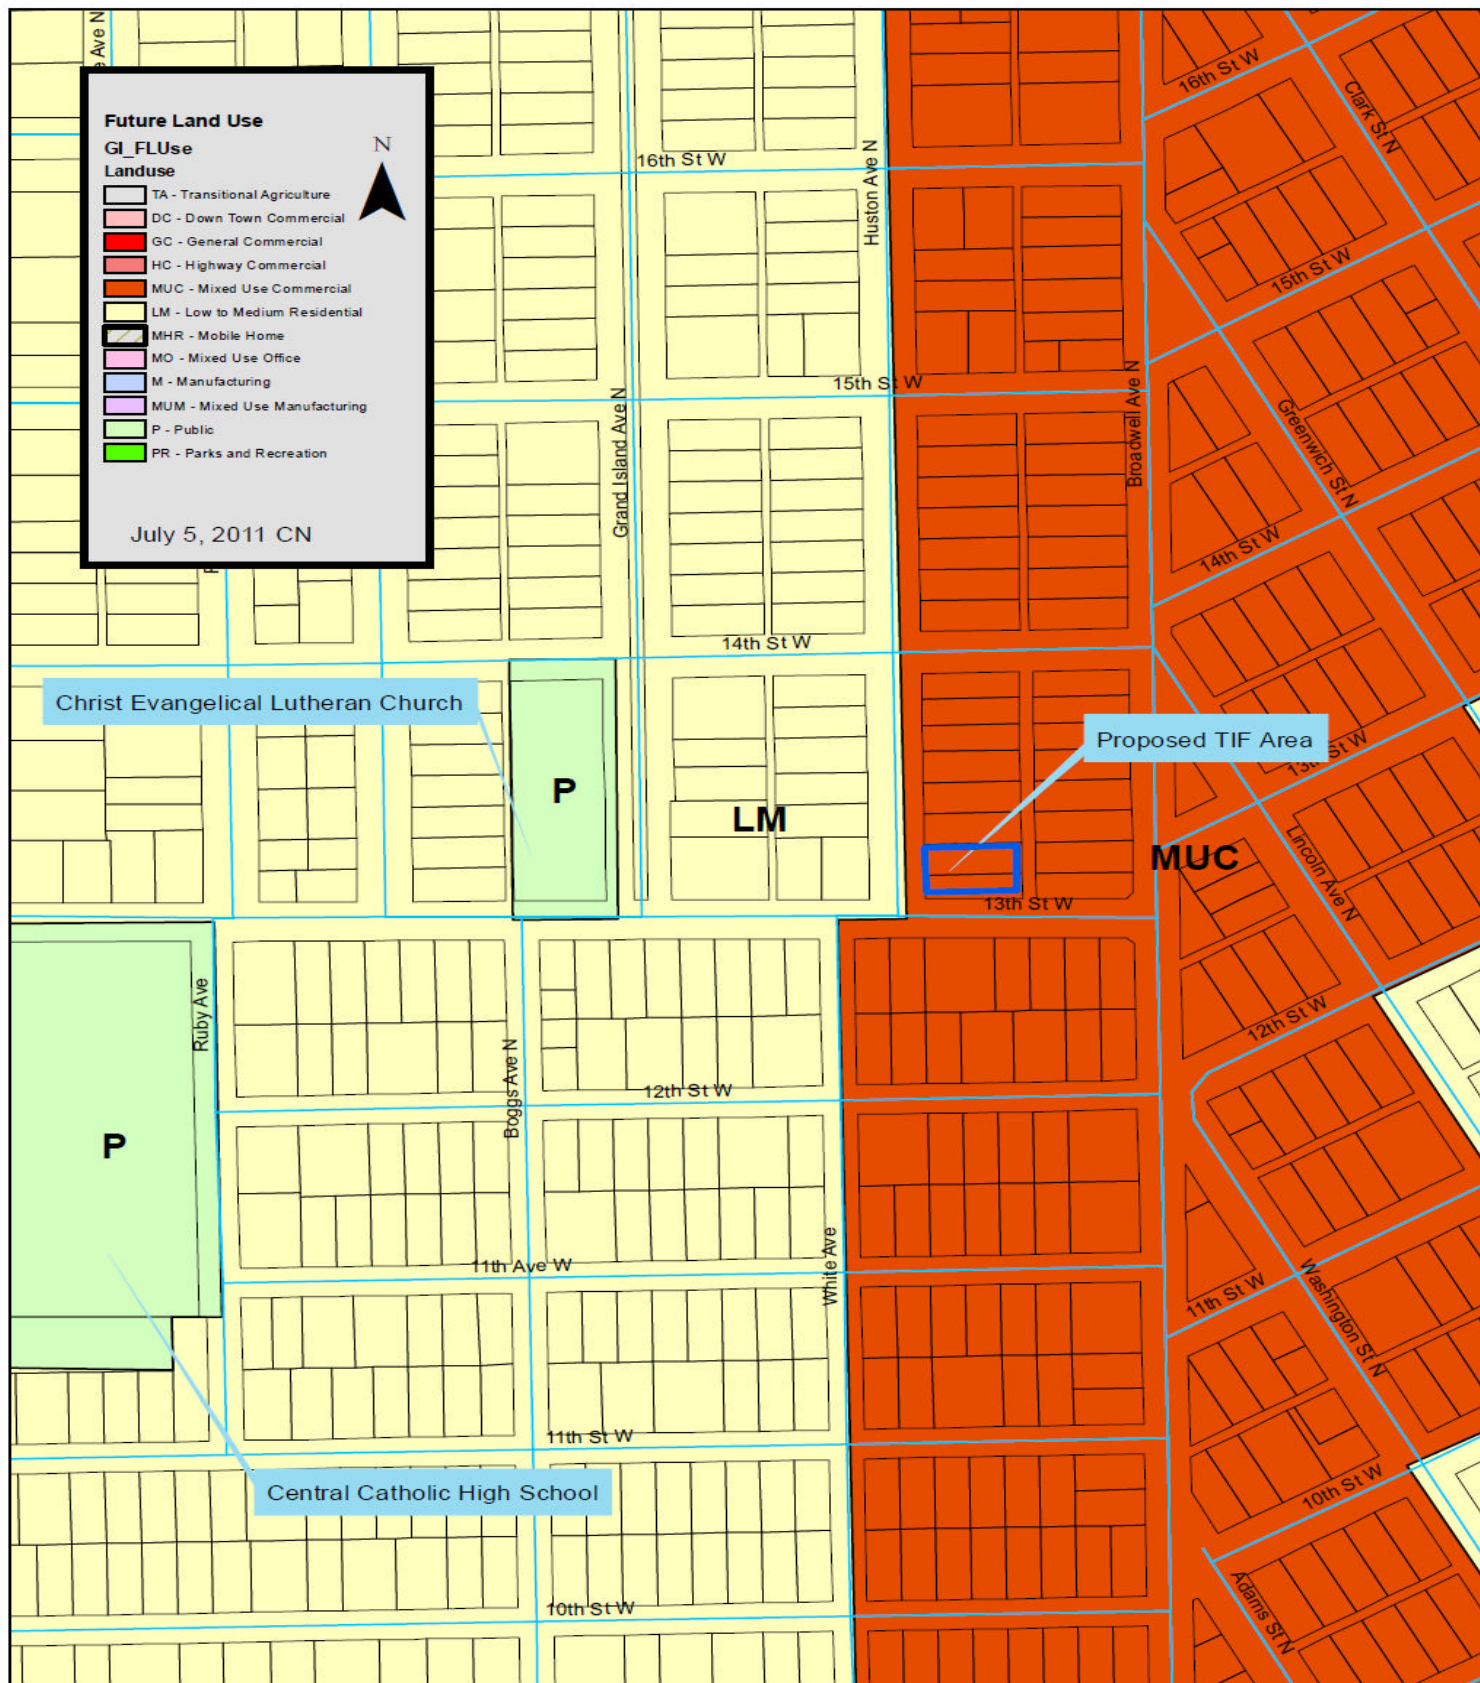 e Ave N
Future Land Use
GI_FLUse
Landuse
N
TA - Transitional Agriculture
DC - Down Town Commercial
GC - General Commercial
HC - Highway Commercial
MUC - Mixed Use Commercial
LM - Low to Medium Residential
MHR - Mobile Home
MO - Mixed Use Office
M - Manufacturing
MUM - Mixed Use Manufacturing
P - Public
PR - Parks and Recreation
July 5, 2011 CN
16th St W
Clark St N
16th St W
Huston Ave N
15th St W
15th St W
Grand Island Ave N
Broadwell Ave N
Greenwich St N
14th St W
14th St W
Christ Evangelical Lutheran Church
Proposed TIF Area
13th St W
P
LM
MUC
Lincoln Ave N
13th St W
Ruby Ave
12th St W
Boggs Ave N
12th St W
P
11th Ave W
White Ave
11th St W
Washington St N
11th St W
Central Catholic High School
10th St W
10th St W
Adams St N